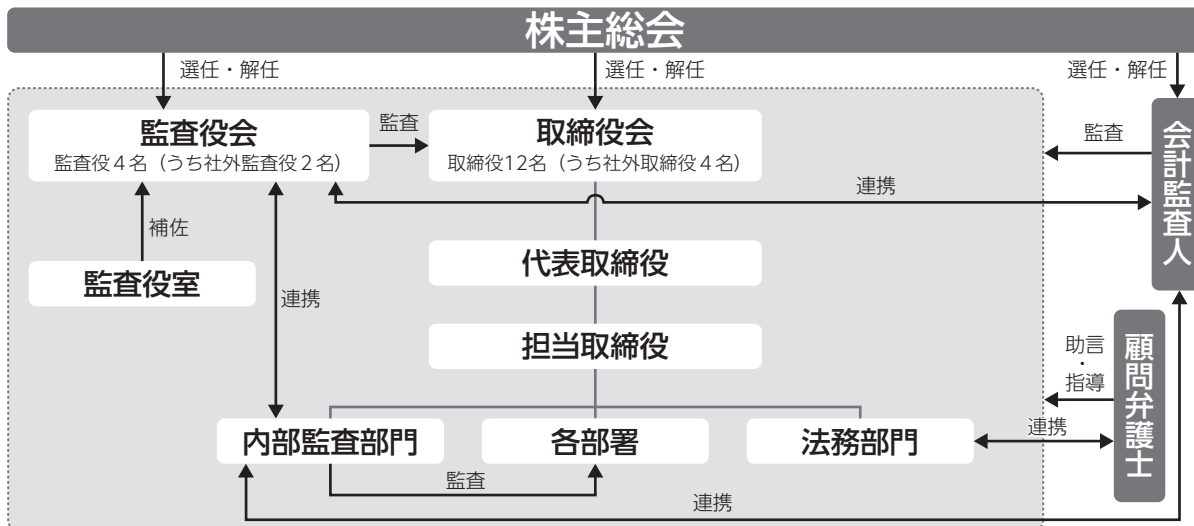 株主総会
選任・解任
選任・解任
選任・解任
監査役会
監査役4名（うち社外監査役2名）
監査
取締役会
取締役12名（うち社外取締役4名）
会計監査人
監査
連携
補佐
監査役室
代表取締役
連携
担当取締役
顧問弁護士
助言
・
指導
内部監査部門
各部署
法務部門
連携
監査
連携